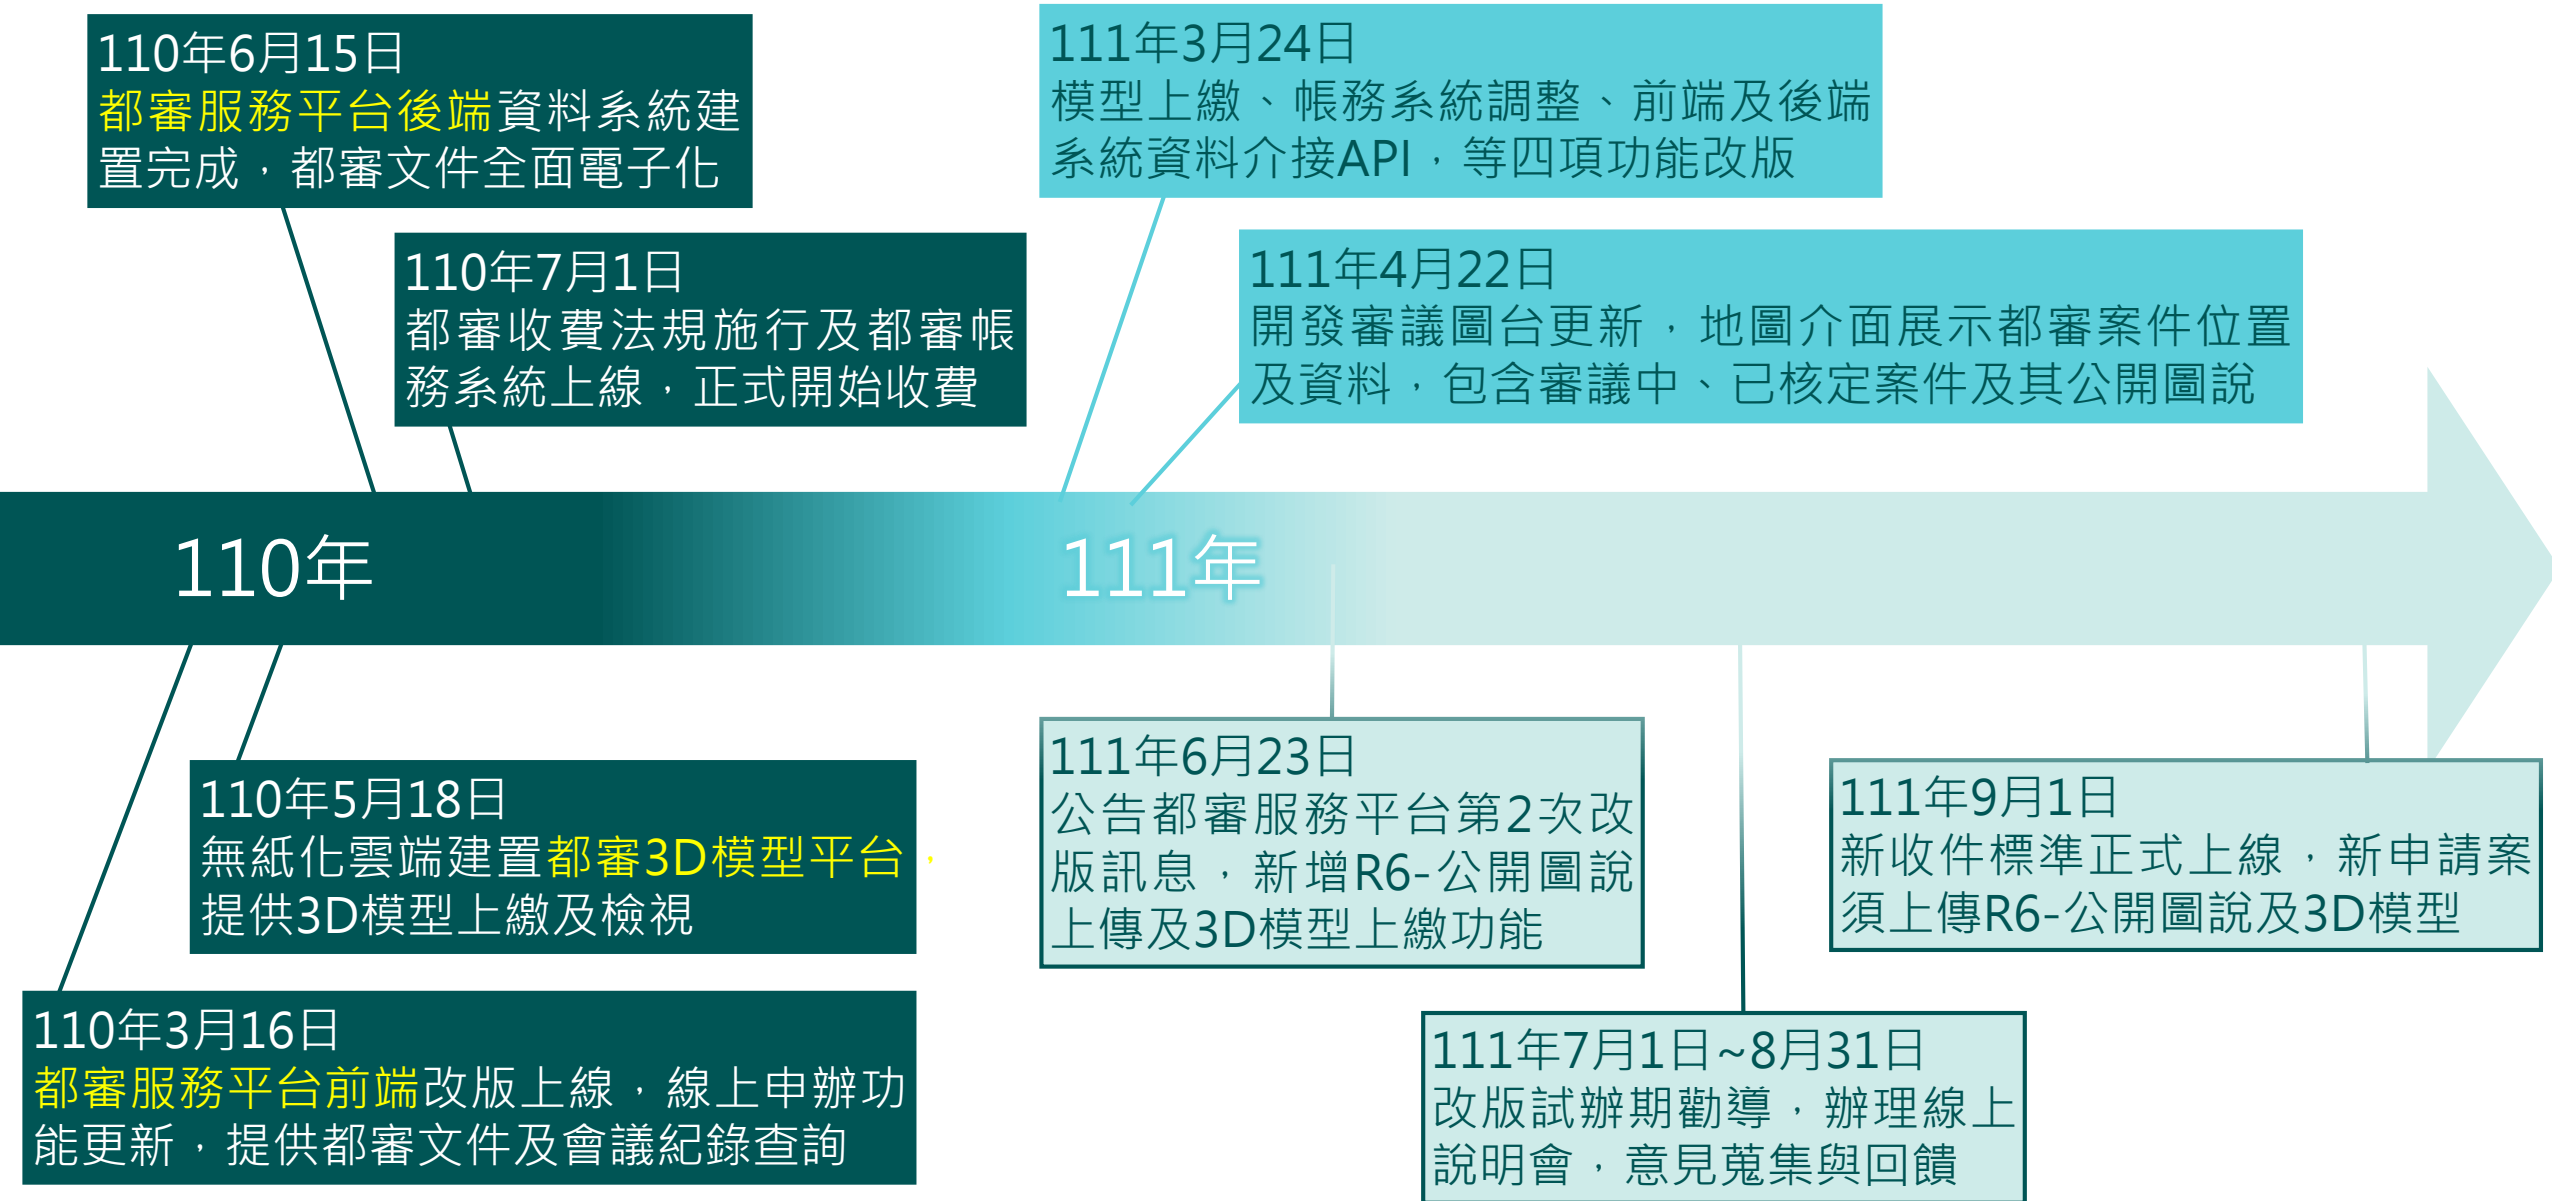 110年6月15日
都審服務平台後端資料系統建
置完成，都審文件全面電子化
111年3月24日
模型上繳、帳務系統調整、前端及後端
系統資料介接API，等四項功能改版
110年7月1日
都審收費法規施行及都審帳
務系統上線，正式開始收費
111年4月22日
開發審議圖台更新，地圖介面展示都審案件位置
及資料，包含審議中、已核定案件及其公開圖說
110年
111年
110年5月18日
無紙化雲端建置都審3D模型平台，
提供3D模型上繳及檢視
111年6月23日
公告都審服務平台第2次改
版訊息，新增R6-公開圖說
上傳及3D模型上繳功能
111年9月1日
新收件標準正式上線，新申請案
須上傳R6-公開圖說及3D模型
110年3月16日
都審服務平台前端改版上線，線上申辦功
能更新，提供都審文件及會議紀錄查詢
111年7月1日~8月31日
改版試辦期勸導，辦理線上
說明會，意見蒐集與回饋